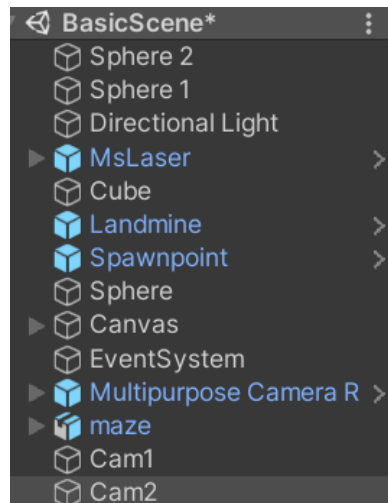 BasicScene*
Sphere 2
Sphere 1
Directional Light
MsLaser
Cube
Landmine
Spawnpoint
Sphere
Canvas
EventSystem
Multipurpose Camera R
maze
Cam1
Cam2